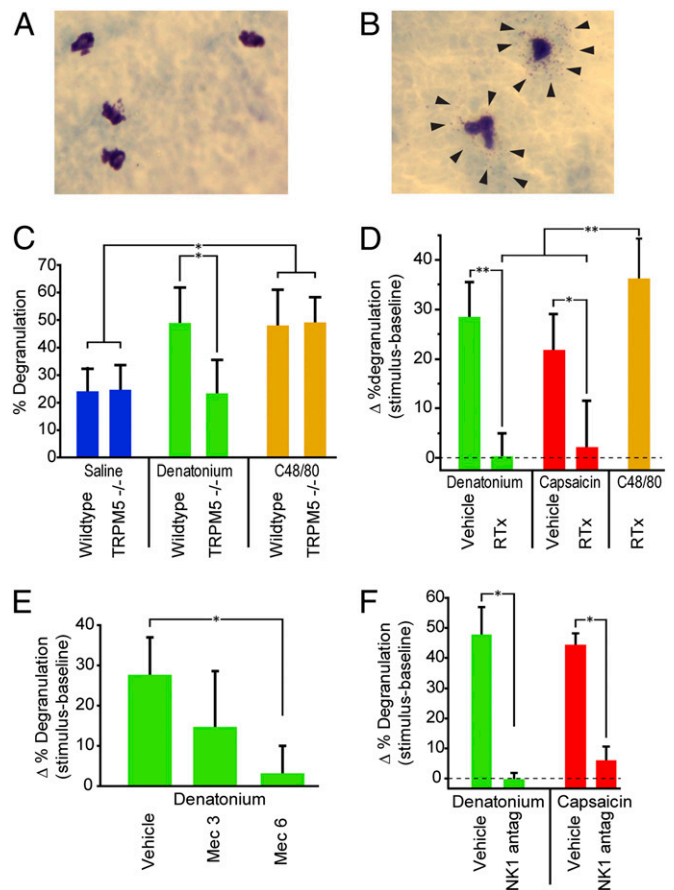 A
B
C
% Degranulation
70
60
50
40
30
20
10
0
*
*
Saline
Denatonium
C48/80
Wildtype
TRPM5 -/-
Wildtype
TRPM5 -/-
Wildtype
TRPM5 -/-
D
Δ %degranulation
(stimulus-baseline)
40
30
20
10
0
**
**
*
Denatonium
Capsaicin
C48/80
Vehicle
RTx
Vehicle
RTx
RTx
E
Δ % Degranulation
(stimulus-baseline)
40
30
20
10
0
*
Denatonium
Vehicle
Mec 3
Mec 6
F
Δ % Degranulation
(stimulus-baseline)
60
50
40
30
20
10
0
*
*
Denatonium
Capsaicin
Vehicle
NK1 antag
Vehicle
NK1 antag